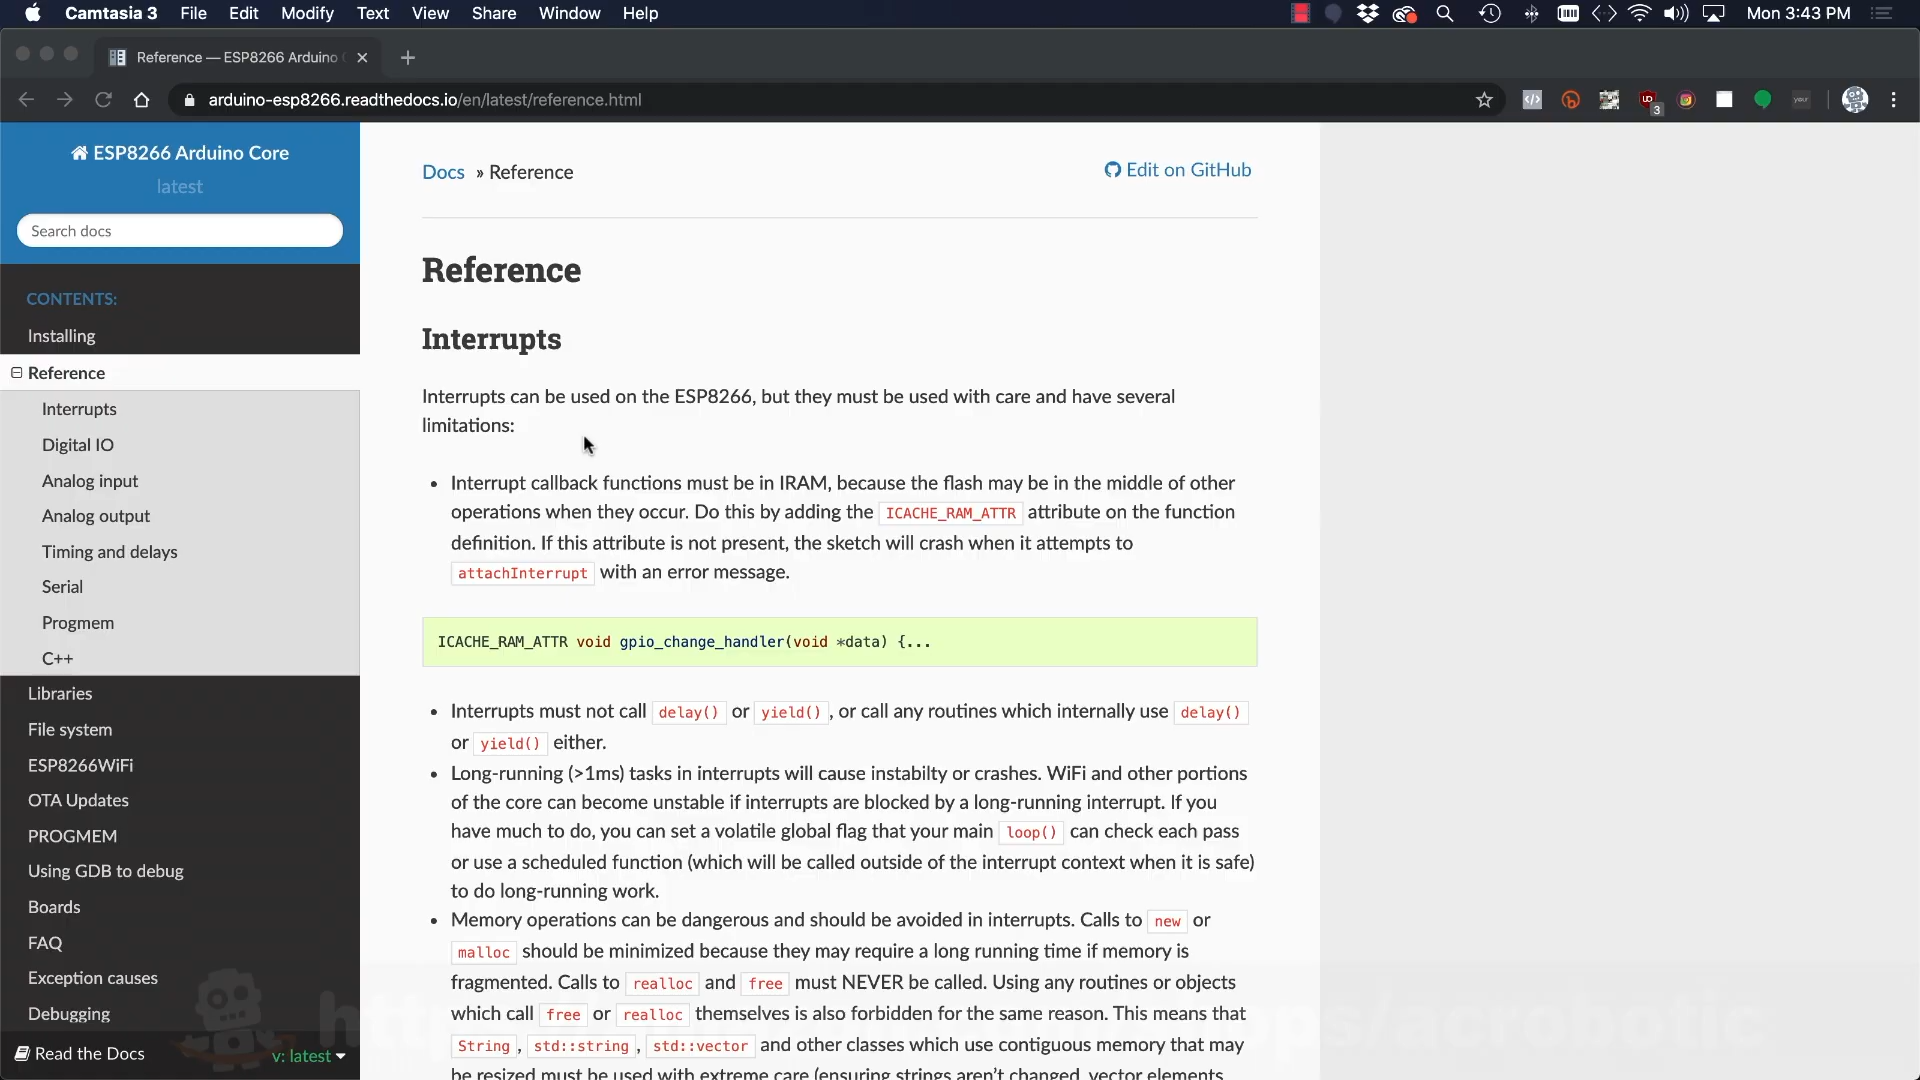 Camtasia 3 File Edit Modify Text View Share Window Help Mon 3:43 PM
Reference — ESP8266 Arduino
arduino-esp8266.readthedocs.io/en/latest/reference.html
3
ESP8266 Arduino Core
latest
Search docs
CONTENTS:
Installing
Reference
Interrupts
Digital IO
Analog input
Analog output
Timing and delays
Serial
Progmem
C++
Libraries
File system
ESP8266WiFi
OTA Updates
PROGMEM
Using GDB to debug
Boards
FAQ
Exception causes
Debugging
Read the Docs v: latest
Docs » Reference
Edit on GitHub
Reference
Interrupts
Interrupts can be used on the ESP8266, but they must be used with care and have several
limitations:
• Interrupt callback functions must be in IRAM, because the flash may be in the middle of other
operations when they occur. Do this by adding the ICACHE_RAM_ATTR attribute on the function
definition. If this attribute is not present, the sketch will crash when it attempts to
attachInterrupt with an error message.
ICACHE_RAM_ATTR void gpio_change_handler(void *data) {...
• Interrupts must not call delay() or yield() , or call any routines which internally use delay()
or yield() either.
• Long-running (>1ms) tasks in interrupts will cause instabilty or crashes. WiFi and other portions
of the core can become unstable if interrupts are blocked by a long-running interrupt. If you
have much to do, you can set a volatile global flag that your main loop() can check each pass
or use a scheduled function (which will be called outside of the interrupt context when it is safe)
to do long-running work.
• Memory operations can be dangerous and should be avoided in interrupts. Calls to new or
malloc should be minimized because they may require a long running time if memory is
fragmented. Calls to realloc and free must NEVER be called. Using any routines or objects
which call free or realloc themselves is also forbidden for the same reason. This means that
String , std::string , std::vector and other classes which use contiguous memory that may
be resized must be used with extreme care (ensuring strings aren't changed, vector elements